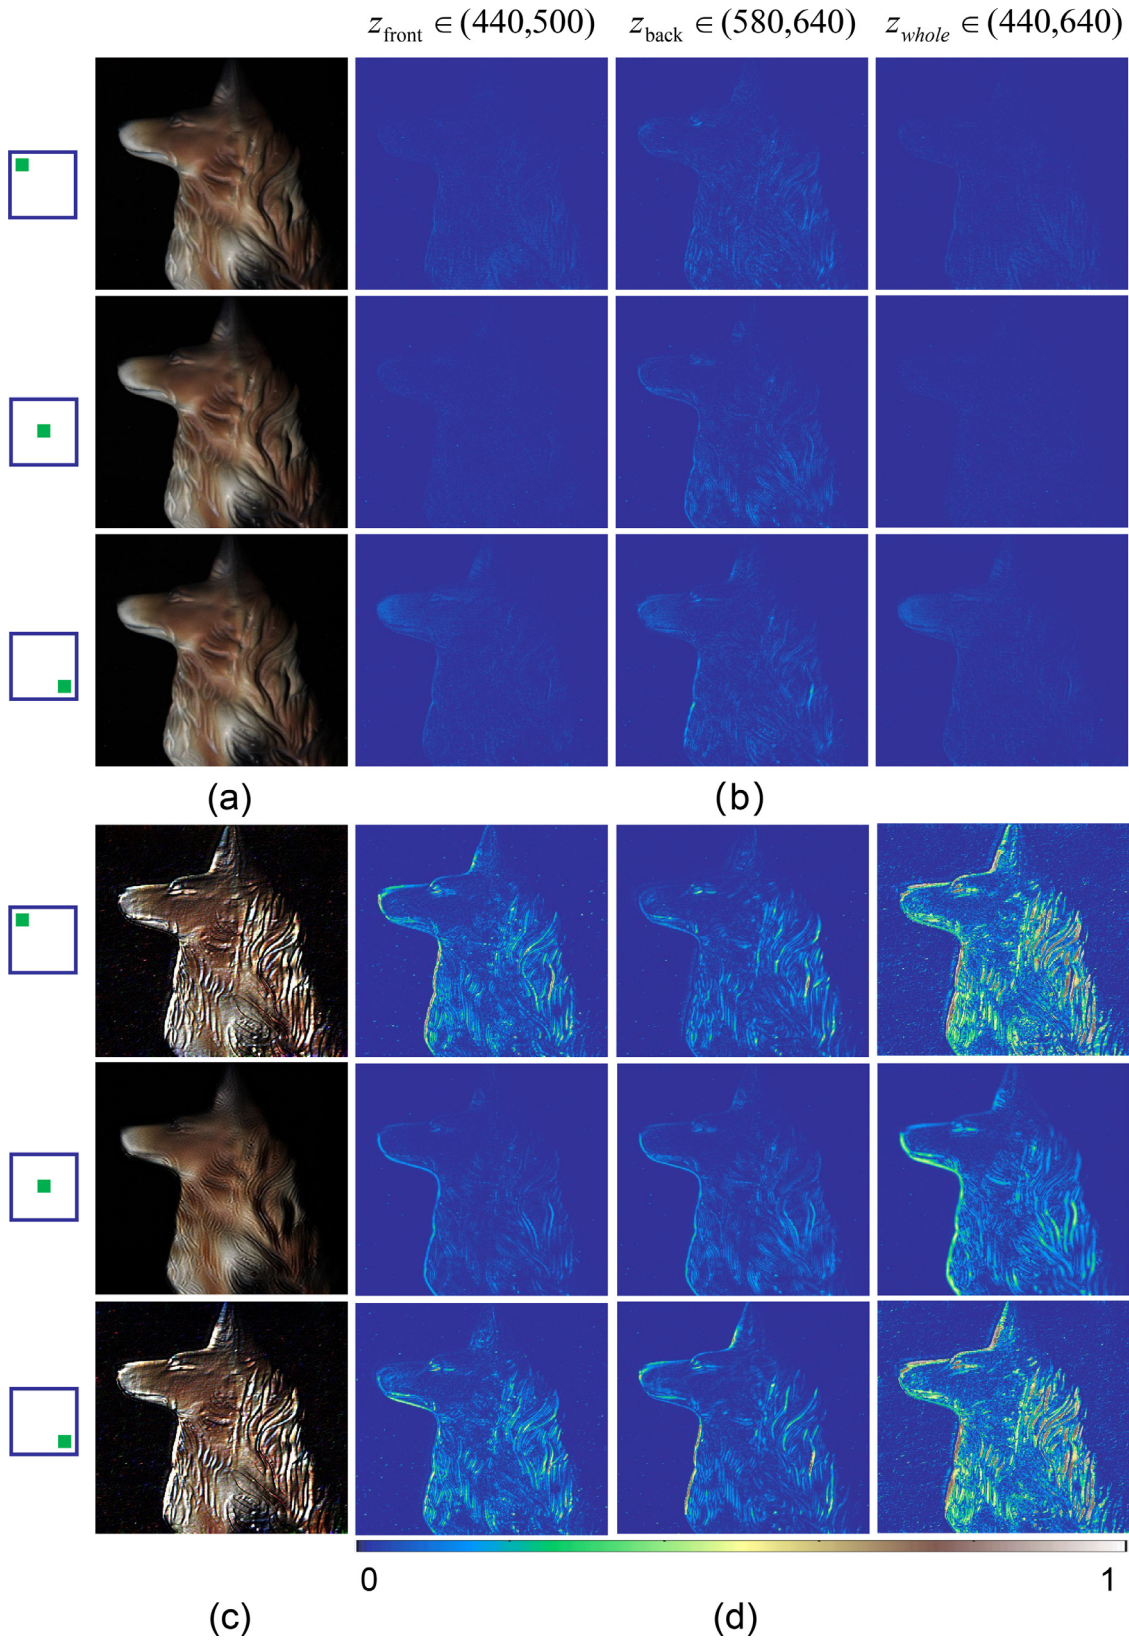 z_front ∈ (440,500) z_back ∈ (580,640) z_whole ∈ (440,640)
(a) (b)
0 1
(c) (d)